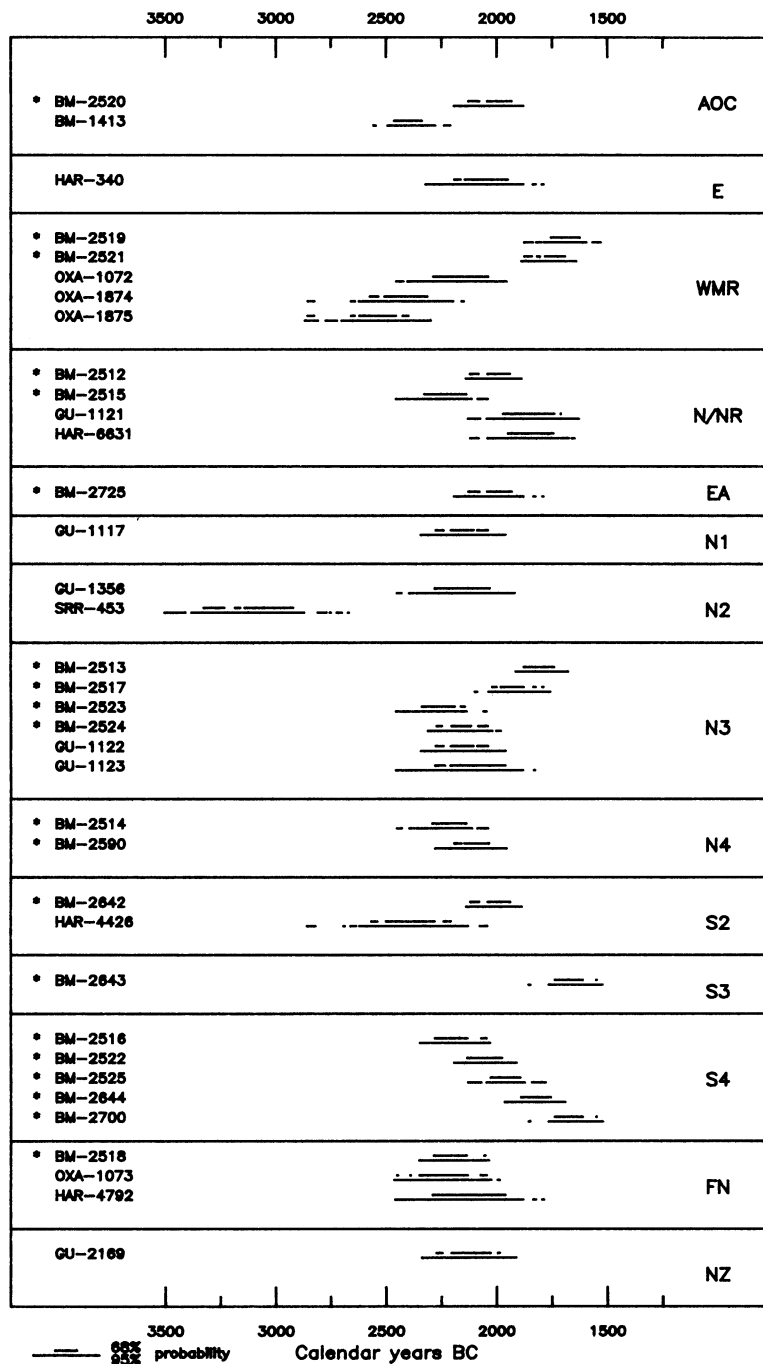 3500 3000 2500 2000 1500
* BM-2520
AOC
BM-1413
HAR-340
E
* BM-2519
* BM-2521
OXA-1072
WMR
OXA-1874
OXA-1875
* BM-2512
* BM-2515
GU-1121
N/NR
HAR-6631
* BM-2725
EA
GU-1117
N1
GU-1356
SRR-453
N2
* BM-2513
* BM-2517
* BM-2523
* BM-2524
N3
GU-1122
GU-1123
* BM-2514
* BM-2590
N4
* BM-2642
HAR-4426
S2
* BM-2643
S3
* BM-2516
* BM-2522
* BM-2525
S4
* BM-2644
* BM-2700
* BM-2518
OXA-1073
FN
HAR-4792
GU-2169
NZ
3500 3000 2500 2000 1500
68%
95% probability
Calendar years BC